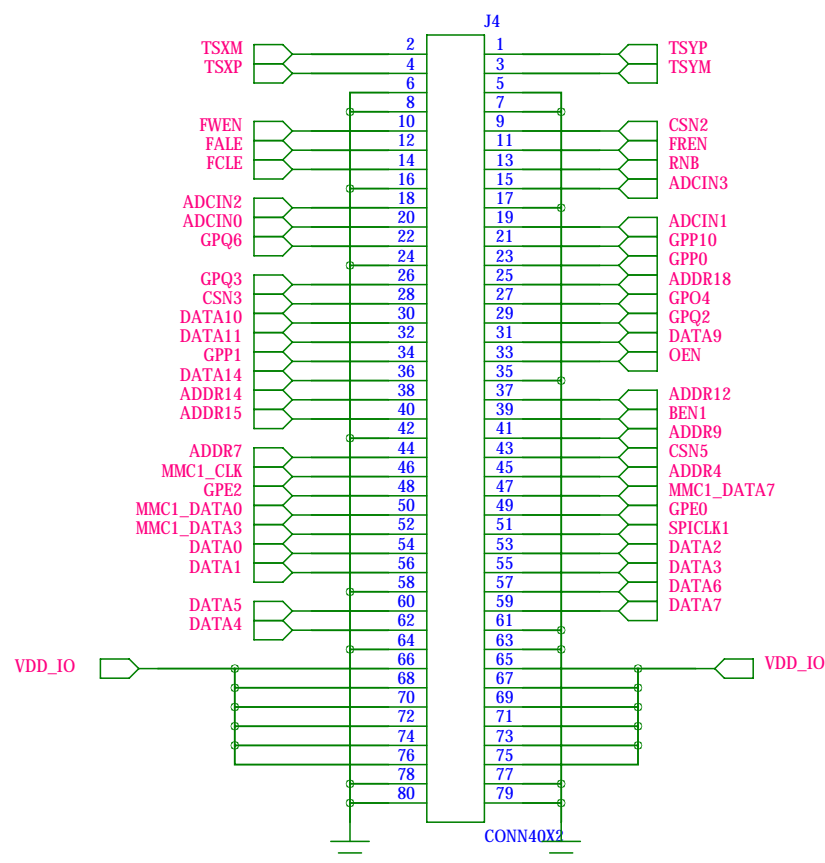 J4
TSXM 2 1 TSYP
TSXP 4 3 TSYM
6 5
8 7
FWEN 10 9 CSN2
FALE 12 11 FREN
FCLE 14 13 RNB
16 15 ADCIN3
ADCIN2 18 17
ADCIN0 20 19 ADCIN1
GPQ6 22 21 GPP10
24 23 GPP0
GPQ3 26 25 ADDR18
CSN3 28 27 GPO4
DATA10 30 29 GPQ2
DATA11 32 31 DATA9
GPP1 34 33 OEN
DATA14 36 35
ADDR14 38 37 ADDR12
ADDR15 40 39 BEN1
42 41 ADDR9
ADDR7 44 43 CSN5
MMC1_CLK 46 45 ADDR4
GPE2 48 47 MMC1_DATA7
MMC1_DATA0 50 49 GPE0
MMC1_DATA3 52 51 SPICLK1
DATA0 54 53 DATA2
DATA1 56 55 DATA3
58 57 DATA6
DATA5 60 59 DATA7
DATA4 62 61
64 63
VDD_IO 66 65 VDD_IO
68 67
70 69
72 71
74 73
76 75
78 77
80 79
CONN40X2